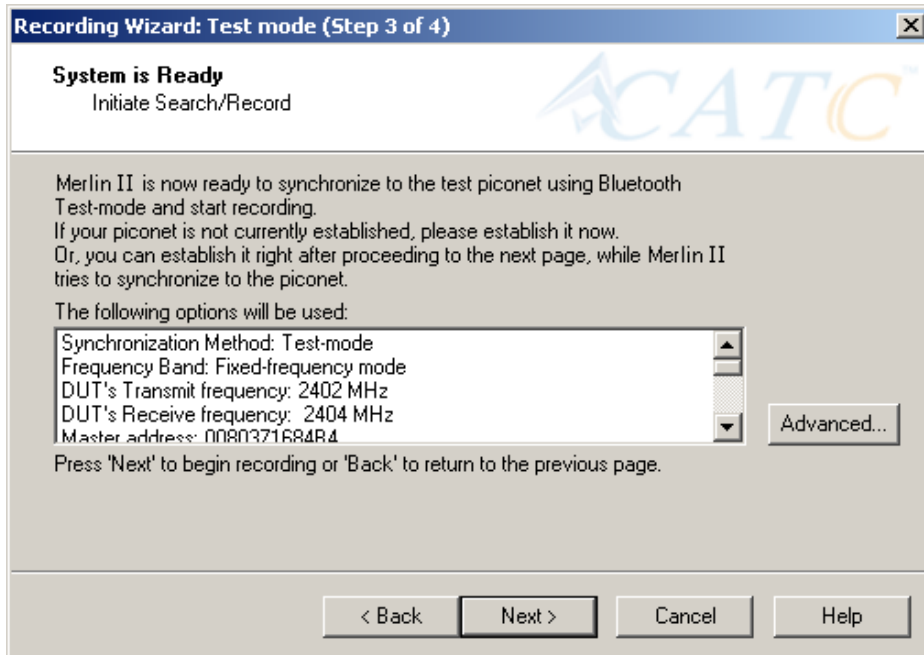 Recording Wizard: Test mode (Step 3 of 4)
System is Ready
Initiate Search/Record
CATC™
Merlin II is now ready to synchronize to the test piconet using Bluetooth
Test-mode and start recording.
If your piconet is not currently established, please establish it now.
Or, you can establish it right after proceeding to the next page, while Merlin II
tries to synchronize to the piconet.
The following options will be used:
Synchronization Method: Test-mode
Frequency Band: Fixed-frequency mode
DUT's Transmit frequency: 2402 MHz
DUT's Receive frequency:  2404 MHz
Master address: 0080371684B4
Advanced...
Press 'Next' to begin recording or 'Back' to return to the previous page.
< Back
Next >
Cancel
Help